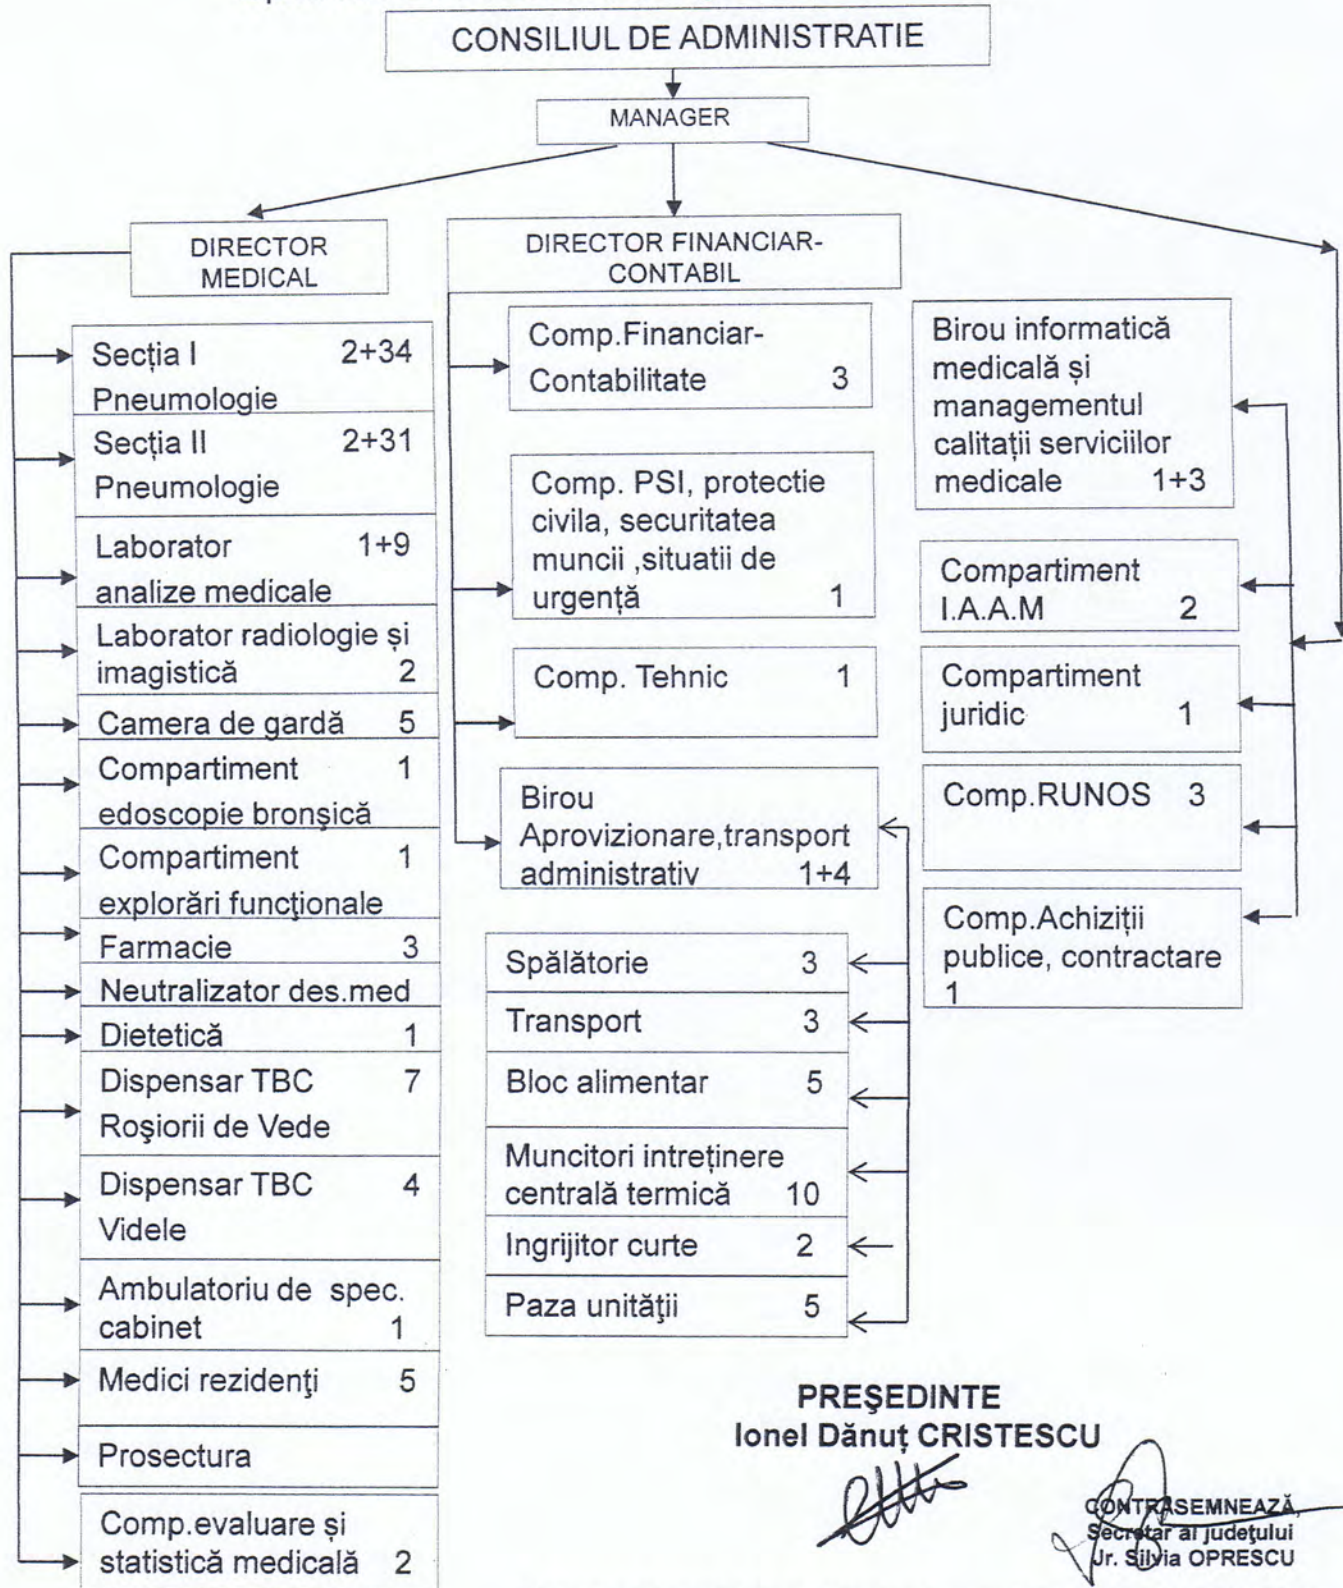 CONSILIUL DE ADMINISTRATIE
MANAGER
DIRECTOR
MEDICAL
DIRECTOR FINANCIAR-
CONTABIL
Secția I 2+34
Pneumologie
Secția II 2+31
Pneumologie
Laborator 1+9
analize medicale
Laborator radiologie și
imagistică 2
Camera de gardă 5
Compartiment 1
edoscopie bronşică
Compartiment 1
explorări funcţionale
Farmacie 3
Neutralizator des.med
Dietetică 1
Dispensar TBC 7
Roşiorii de Vede
Dispensar TBC 4
Videle
Ambulatoriu de spec.
cabinet 1
Medici rezidenţi 5
Prosectura
Comp.evaluare și
statistică medicală 2
Comp.Financiar-
Contabilitate 3
Comp. PSI, protectie
civila, securitatea
muncii ,situatii de
urgență 1
Comp. Tehnic 1
Birou
Aprovizionare,transport
administrativ 1+4
Spălătorie 3
Transport 3
Bloc alimentar 5
Muncitori intreținere
centrală termică 10
Ingrijitor curte 2
Paza unităţii 5
Birou informatică
medicală și
managementul
calitații serviciilor
medicale 1+3
Compartiment
I.A.A.M 2
Compartiment
juridic 1
Comp.RUNOS 3
Comp.Achiziții
publice, contractare
1
PREŞEDINTE
Ionel Dănuț CRISTESCU
CONTRASEMNEAZĂ,
Secretar al judeţului
Jr. Silvia OPRESCU